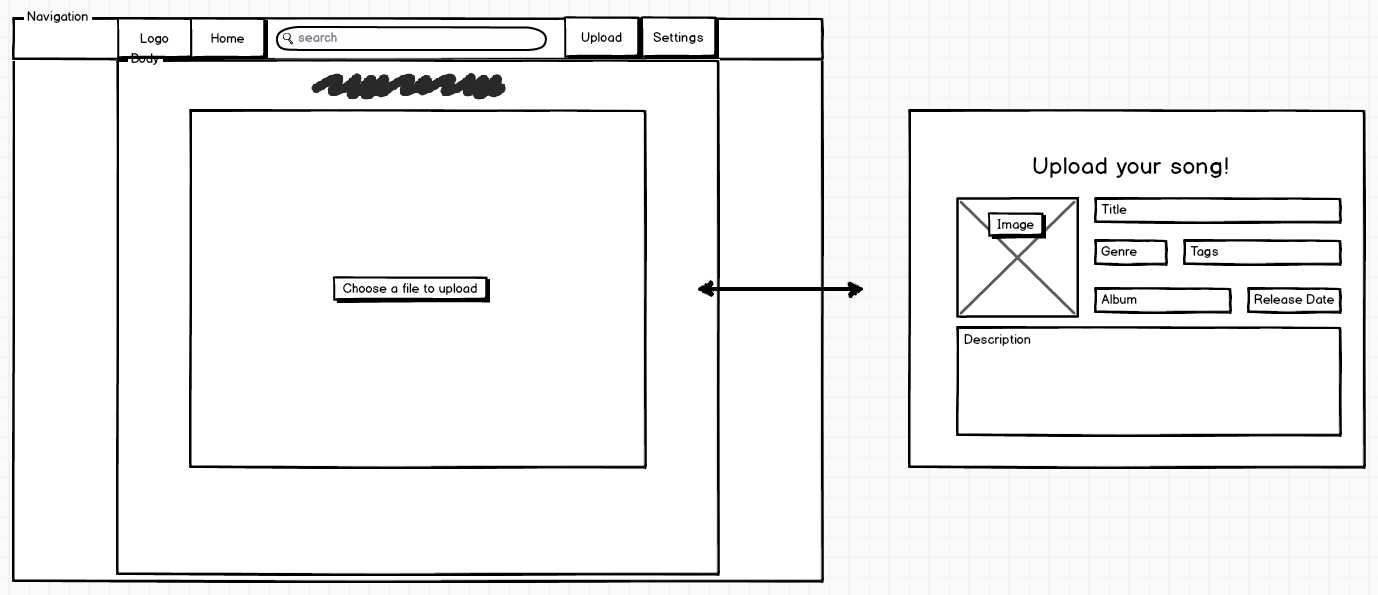 Navigation
Logo
Home
search
Upload
Settings
Body
Choose a file to upload
Upload your song!
Image
Title
Genre
Tags
Album
Release Date
Description